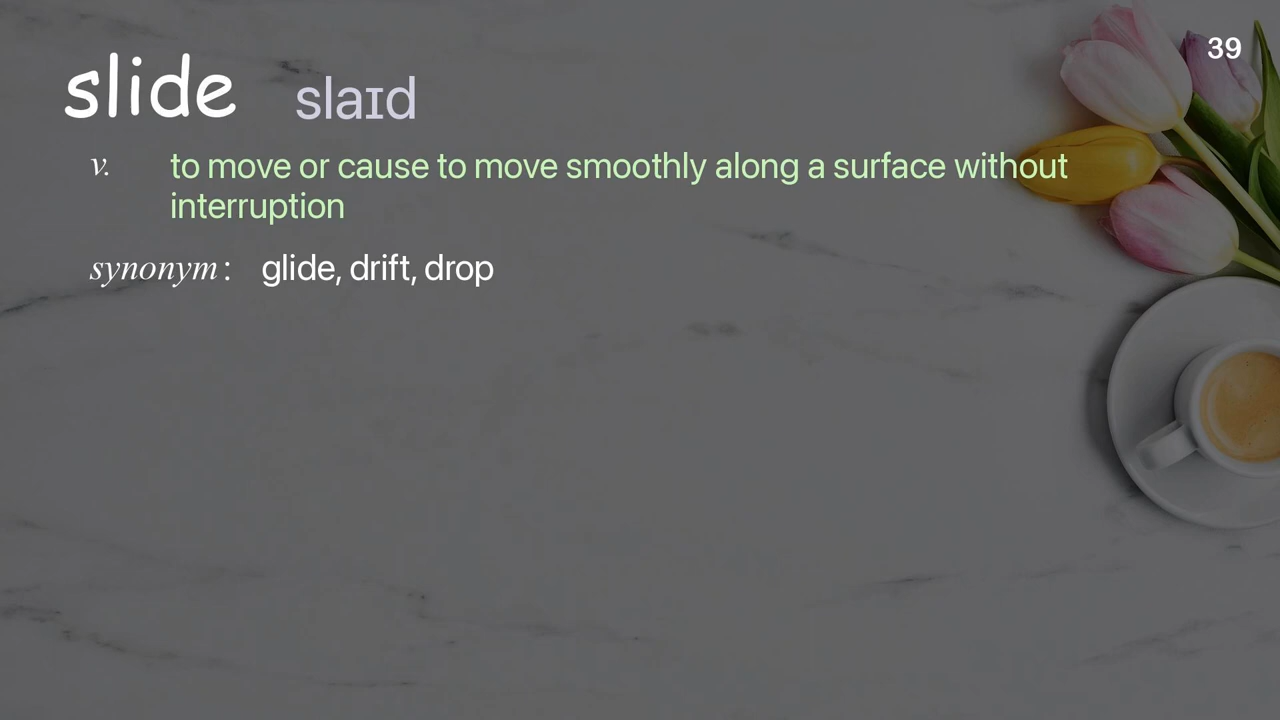 39
slide slaɪd
v. to move or cause to move smoothly along a surface without
interruption
synonym: glide, drift, drop